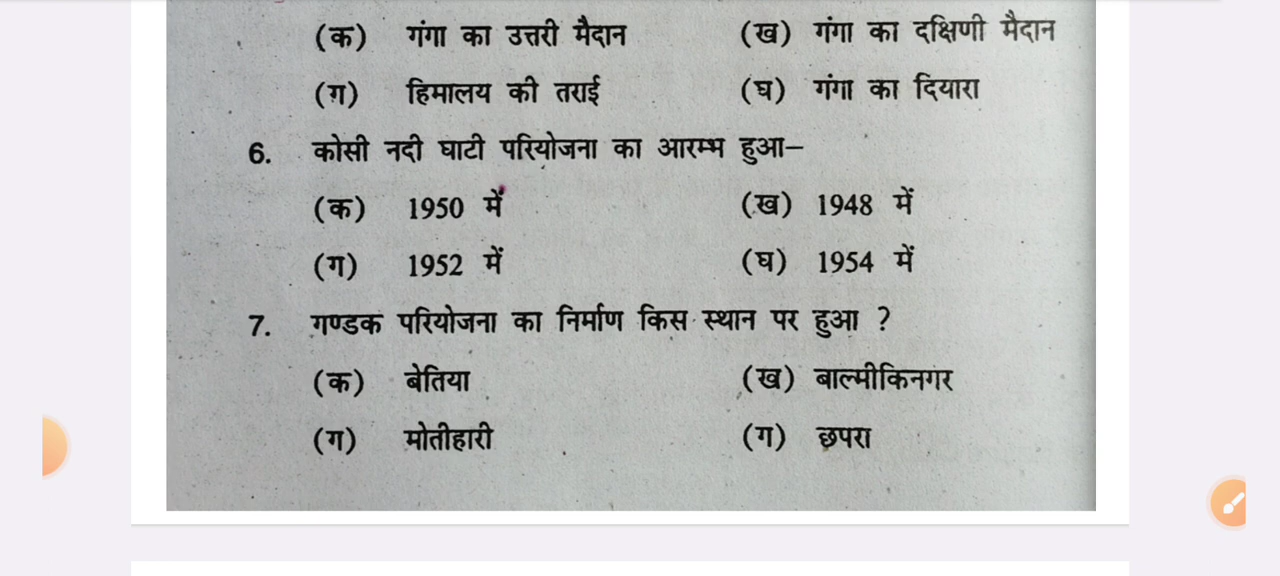 (क) गंगा का उत्तरी मैदान (ख) गंगा का दक्षिणी मैदान
(ग) हिमालय की तराई (घ) गंगा का दियारा
6. कोसी नदी घाटी परियोजना का आरम्भ हुआ–
(क) 1950 में (ख) 1948 में
(ग) 1952 में (घ) 1954 में
7. गण्डक परियोजना का निर्माण किस स्थान पर हुआ ?
(क) बेतिया (ख) बाल्मीकिनगर
(ग) मोतीहारी (ग) छपरा